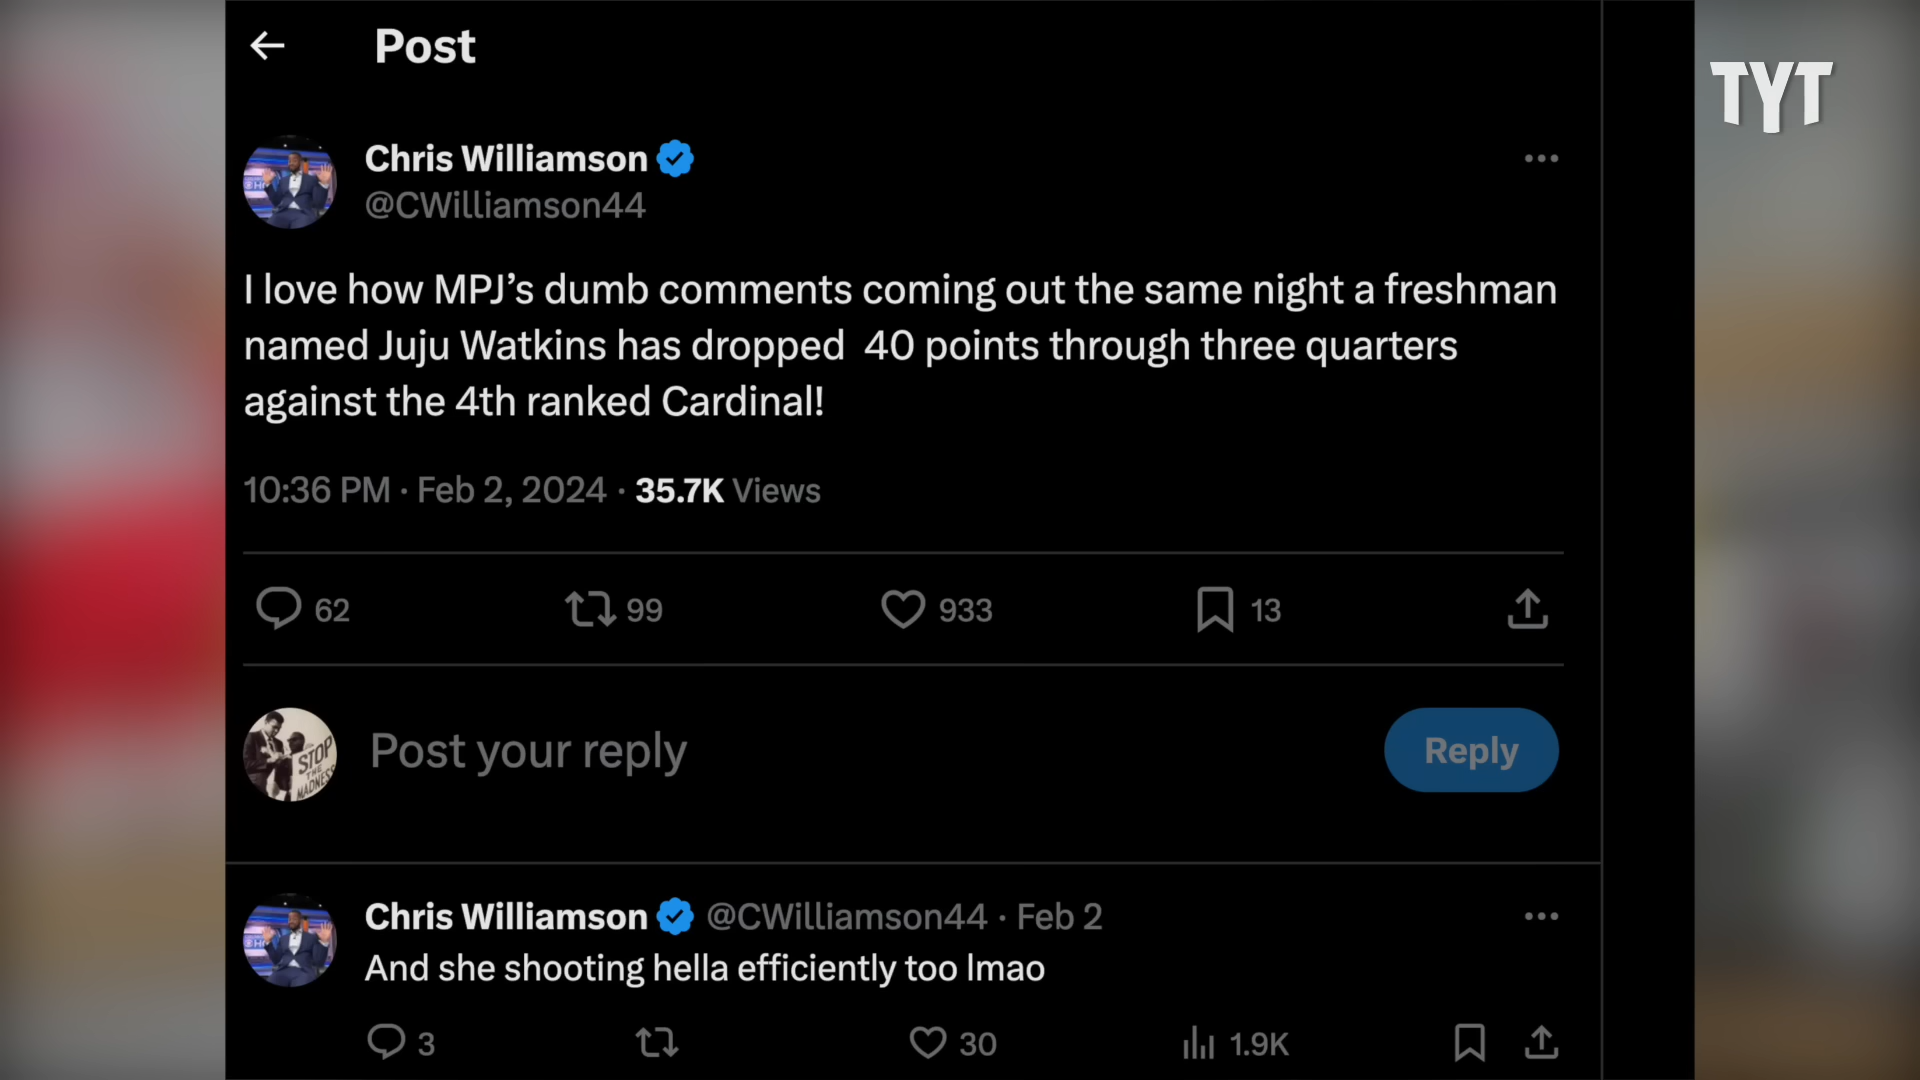 Post
TYT
Chris Williamson
@CWilliamson44
I love how MPJ’s dumb comments coming out the same night a freshman
named Juju Watkins has dropped 40 points through three quarters
against the 4th ranked Cardinal!
10:36 PM · Feb 2, 2024 · 35.7K Views
62 99 933 13
STOP
THE
MADNESS
Post your reply
Reply
Chris Williamson @CWilliamson44 · Feb 2
And she shooting hella efficiently too lmao
3 30 1.9K